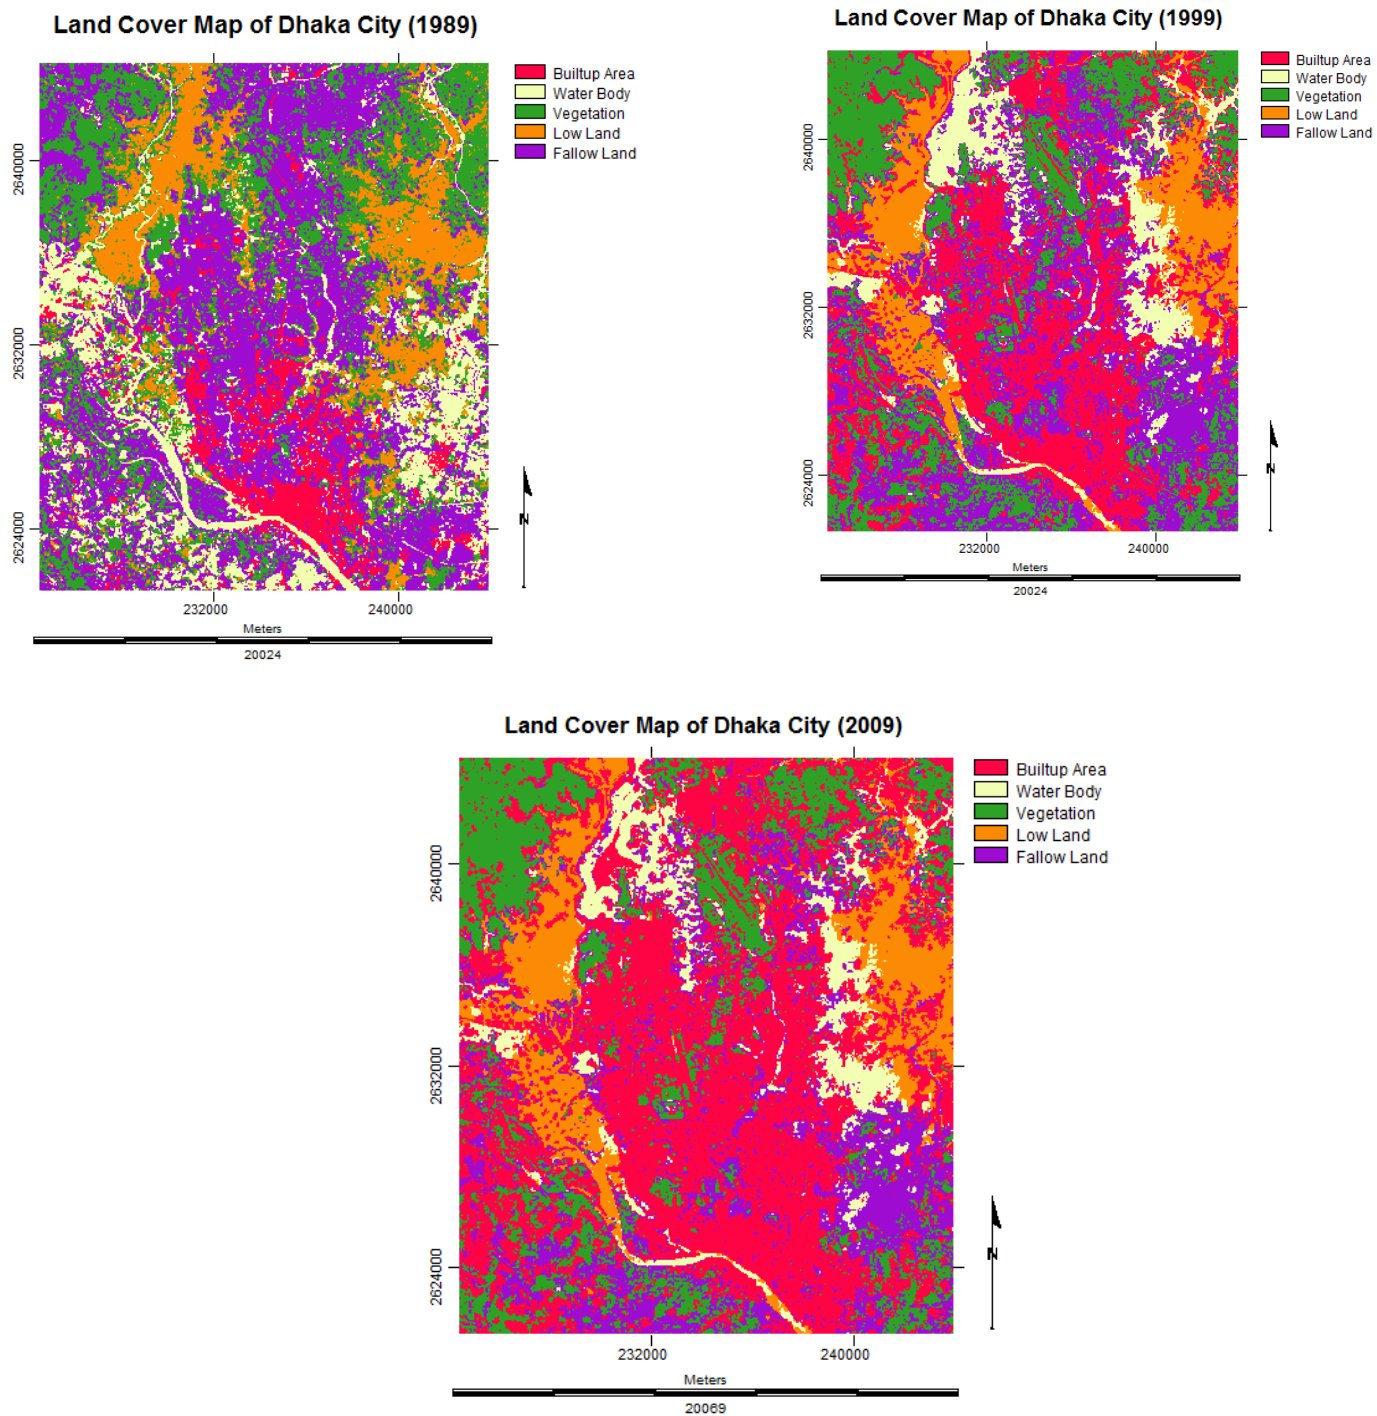 Land Cover Map of Dhaka City (1989)
Builtup Area
Water Body
Vegetation
Low Land
Fallow Land
2640000
2632000
2624000
N
232000 240000
Meters
20024
Land Cover Map of Dhaka City (1999)
Builtup Area
Water Body
Vegetation
Low Land
Fallow Land
2640000
2632000
2624000
N
232000 240000
Meters
20024
Land Cover Map of Dhaka City (2009)
Builtup Area
Water Body
Vegetation
Low Land
Fallow Land
2640000
2632000
2624000
N
232000 240000
Meters
20069